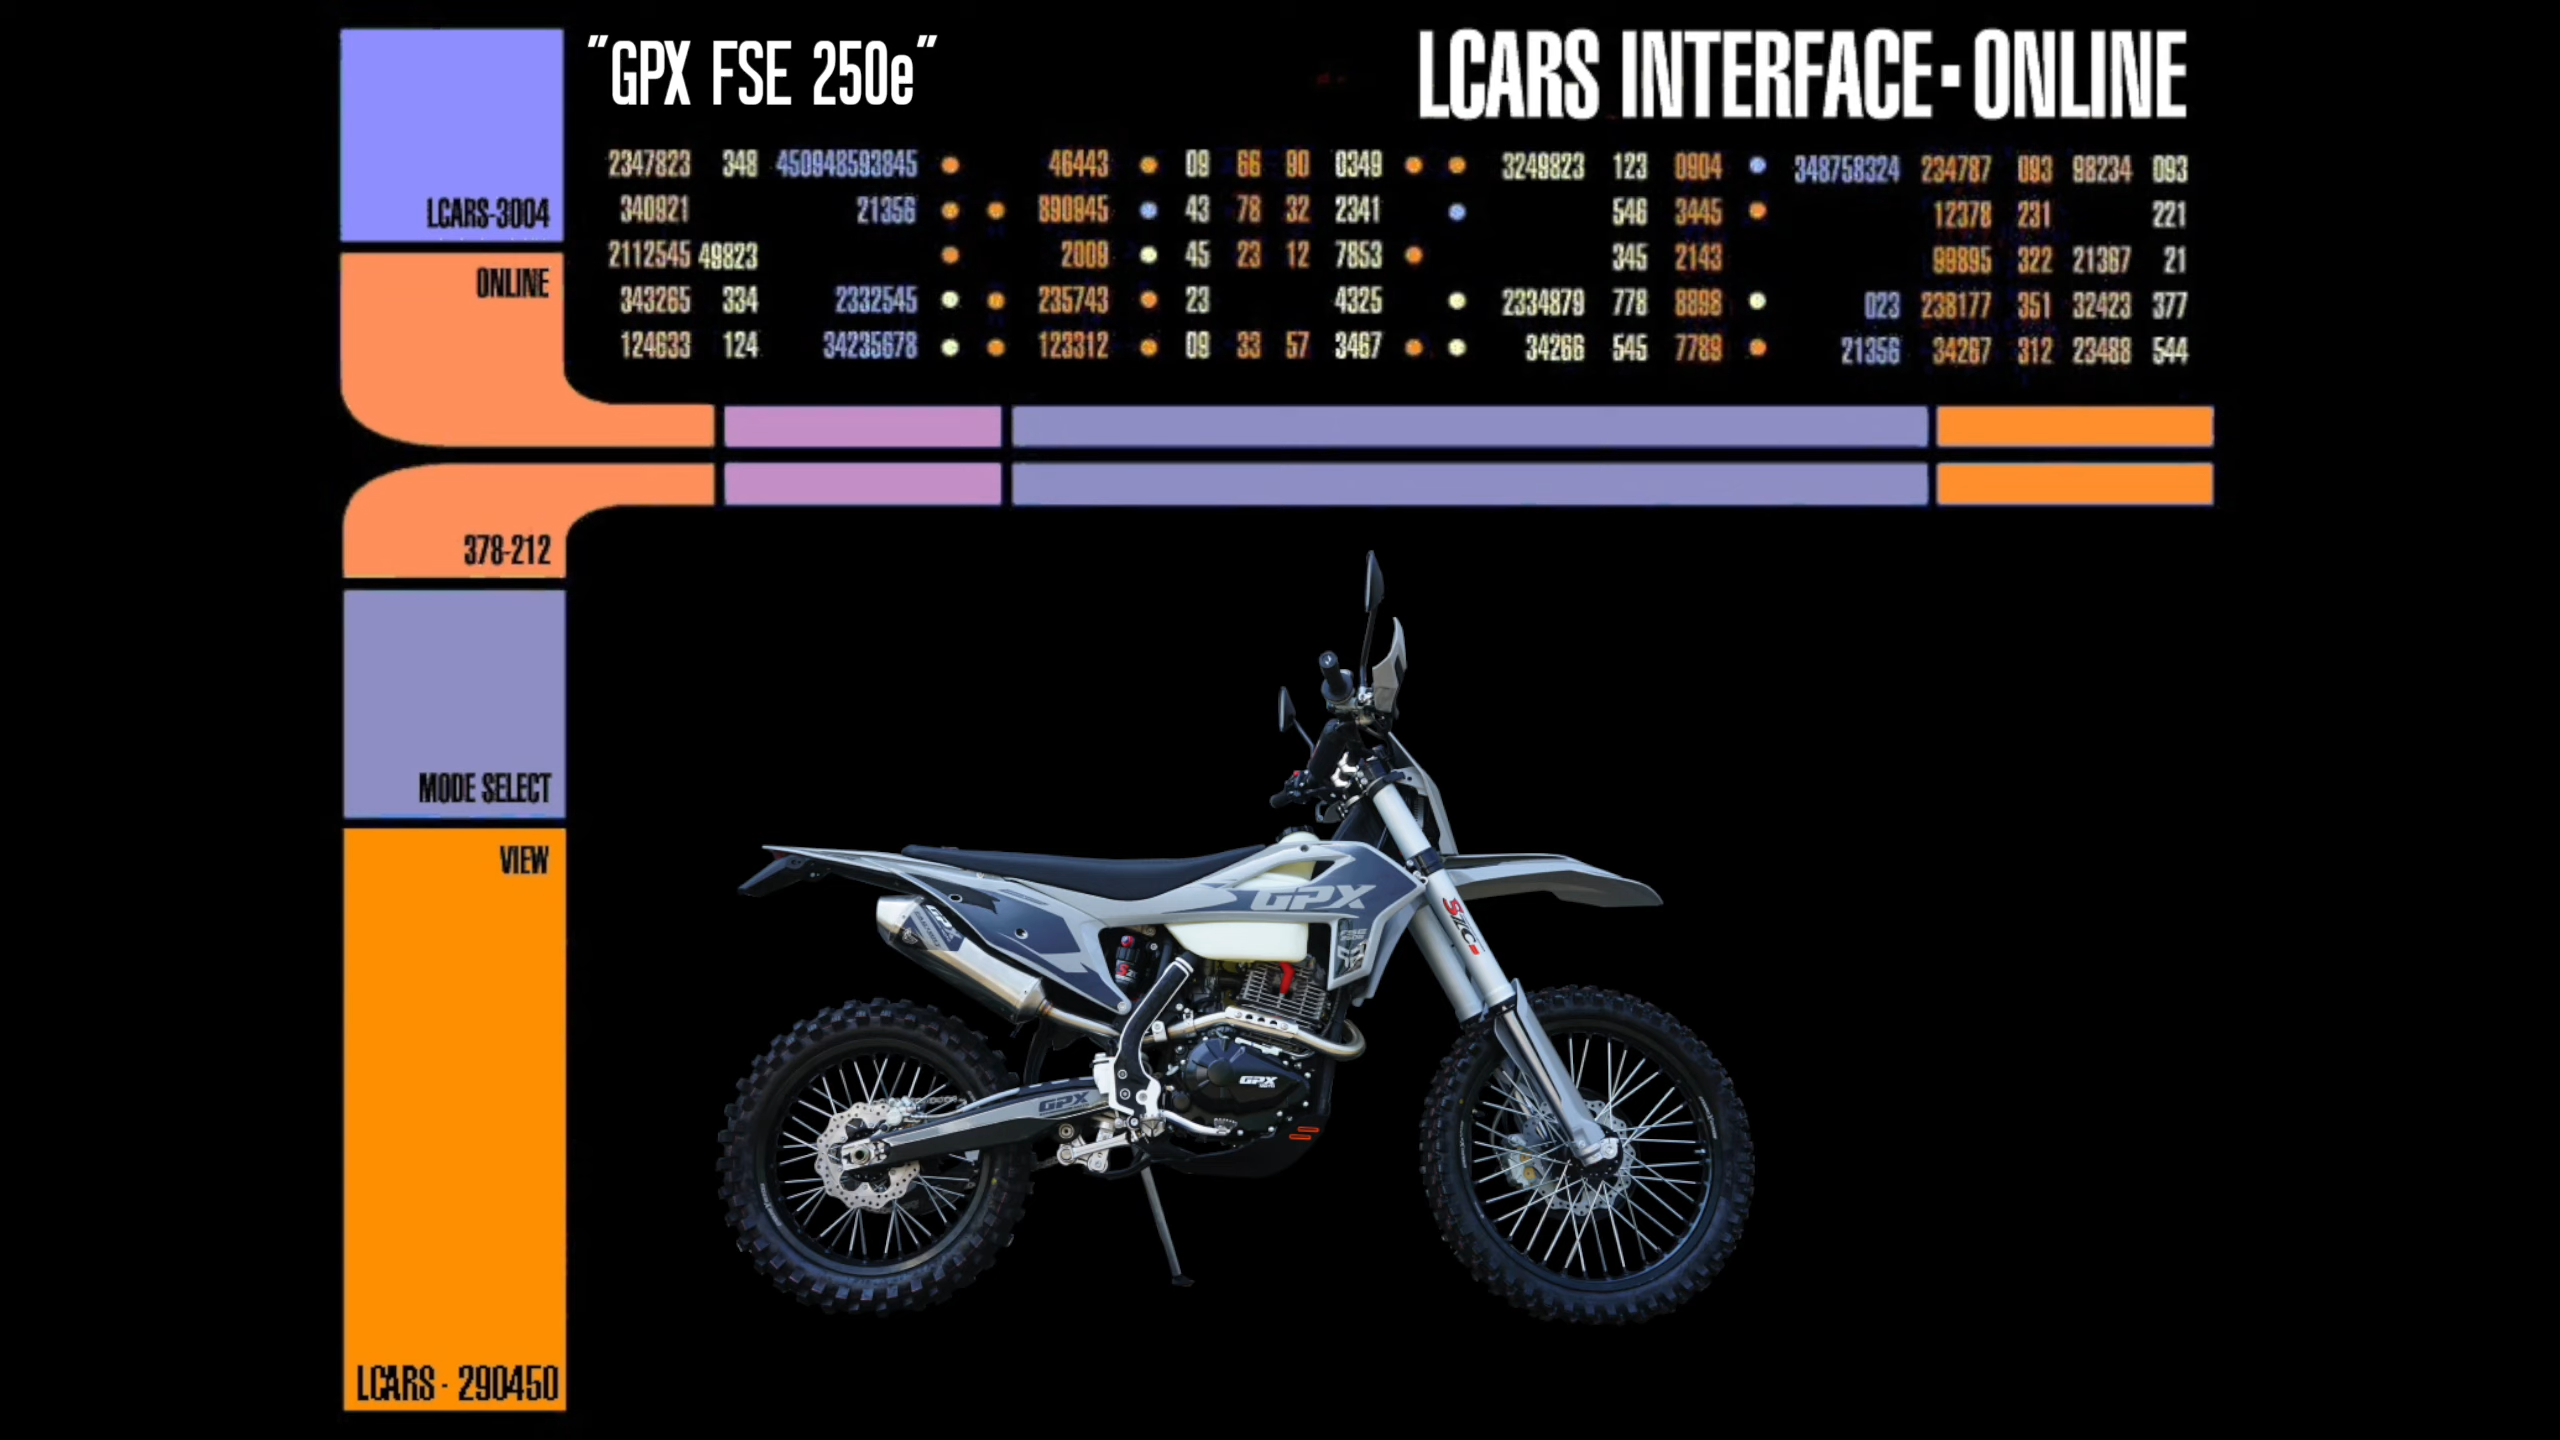 "GPX FSE 250e"
LCARS INTERFACE·ONLINE
2347823 348 450948593845 46443 09 66 90 0349 3249823 123 0904 348758324 234787 093 98234 093
340921 21356 890845 43 78 32 2341 546 3445 12378 231 221
2112545 49823 2009 45 23 12 7853 345 2143 99895 322 21367 21
343265 334 2332545 235743 23 4325 2334879 778 8898 023 238177 351 32423 377
124633 124 34235678 123312 09 33 57 3467 34266 545 7789 21356 34267 312 23488 544
LCARS-3004
ONLINE
378-212
MODE SELECT
VIEW
LCARS - 290450
GPX
GPX
GPX
GPX